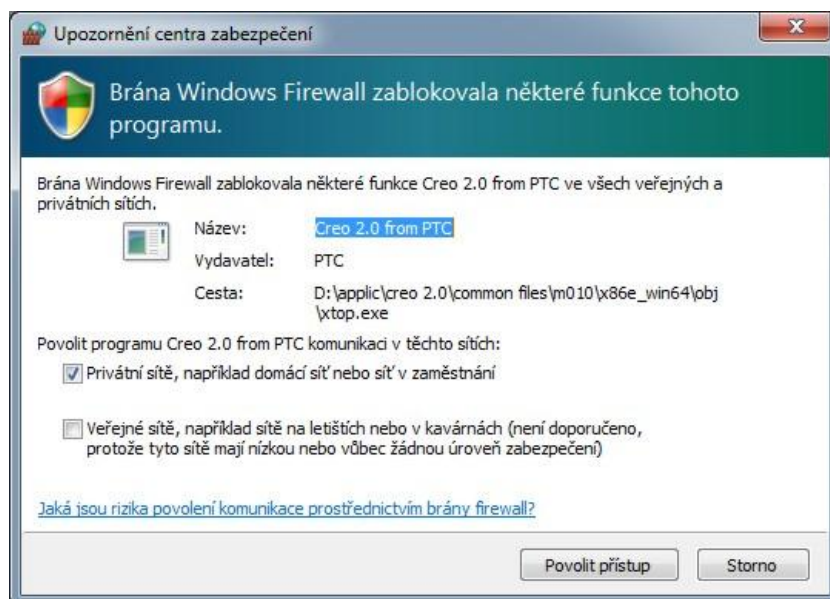 Upozornění centra zabezpečení
Brána Windows Firewall zablokovala některé funkce tohoto
programu.
Brána Windows Firewall zablokovala některé funkce Creo 2.0 from PTC ve všech veřejných a
privátních sítích.
Název: Creo 2.0 from PTC
Vydavatel: PTC
Cesta: D:\applic\creo 2.0\common files\m010\x86e_win64\obj
\xtop.exe
Povolit programu Creo 2.0 from PTC komunikaci v těchto sítích:
Privátní sítě, například domácí síť nebo síť v zaměstnání
Veřejné sítě, například sítě na letištích nebo v kavárnách (není doporučeno,
protože tyto sítě mají nízkou nebo vůbec žádnou úroveň zabezpečení)
Jaká jsou rizika povolení komunikace prostřednictvím brány firewall?
Povolit přístup Storno